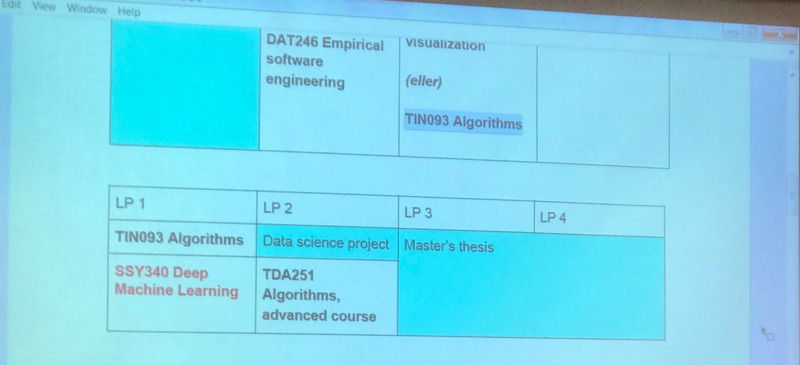 Edit View Window Help
DAT246 Empirical
software
engineering
visualization
(eller)
TIN093 Algorithms
LP 1
LP 2
LP 3
LP 4
TIN093 Algorithms
Data science project
Master's thesis
SSY340 Deep
Machine Learning
TDA251
Algorithms,
advanced course